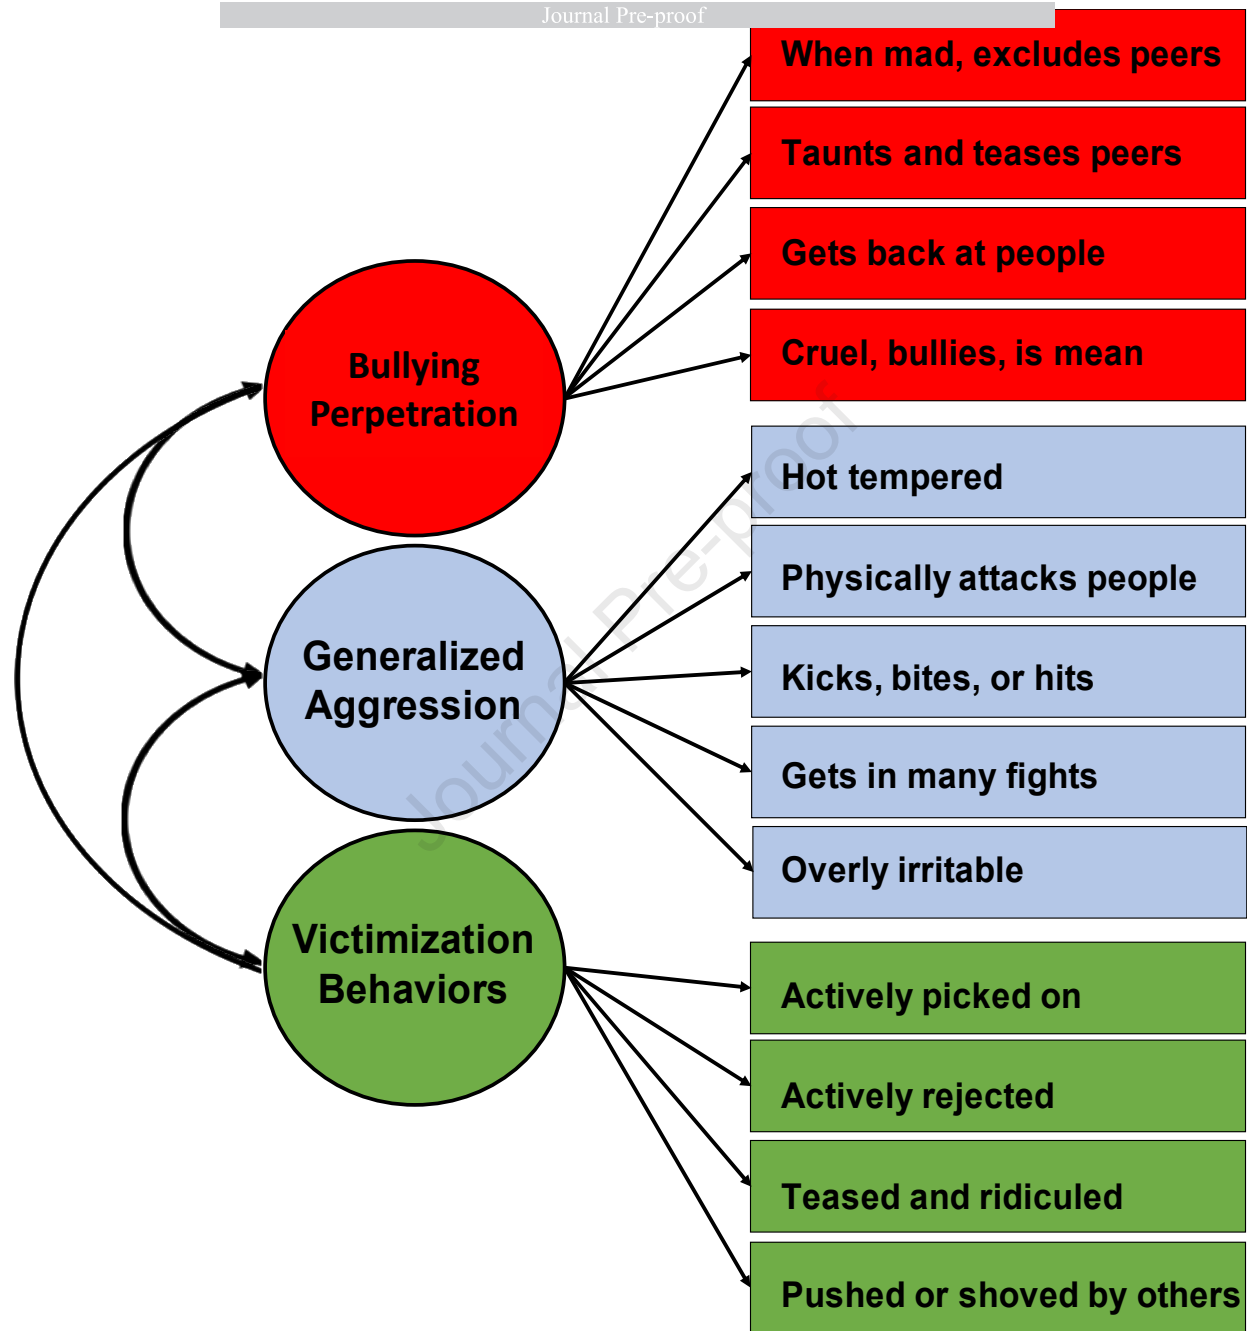 Journal Pre-proof
When mad, excludes peers
Taunts and teases peers
Gets back at people
Cruel, bullies, is mean
Bullying
Perpetration
Hot tempered
Physically attacks people
Kicks, bites, or hits
Gets in many fights
Overly irritable
Generalized
Aggression
Victimization
Behaviors
Actively picked on
Actively rejected
Teased and ridiculed
Pushed or shoved by others
Journal Pre-proof